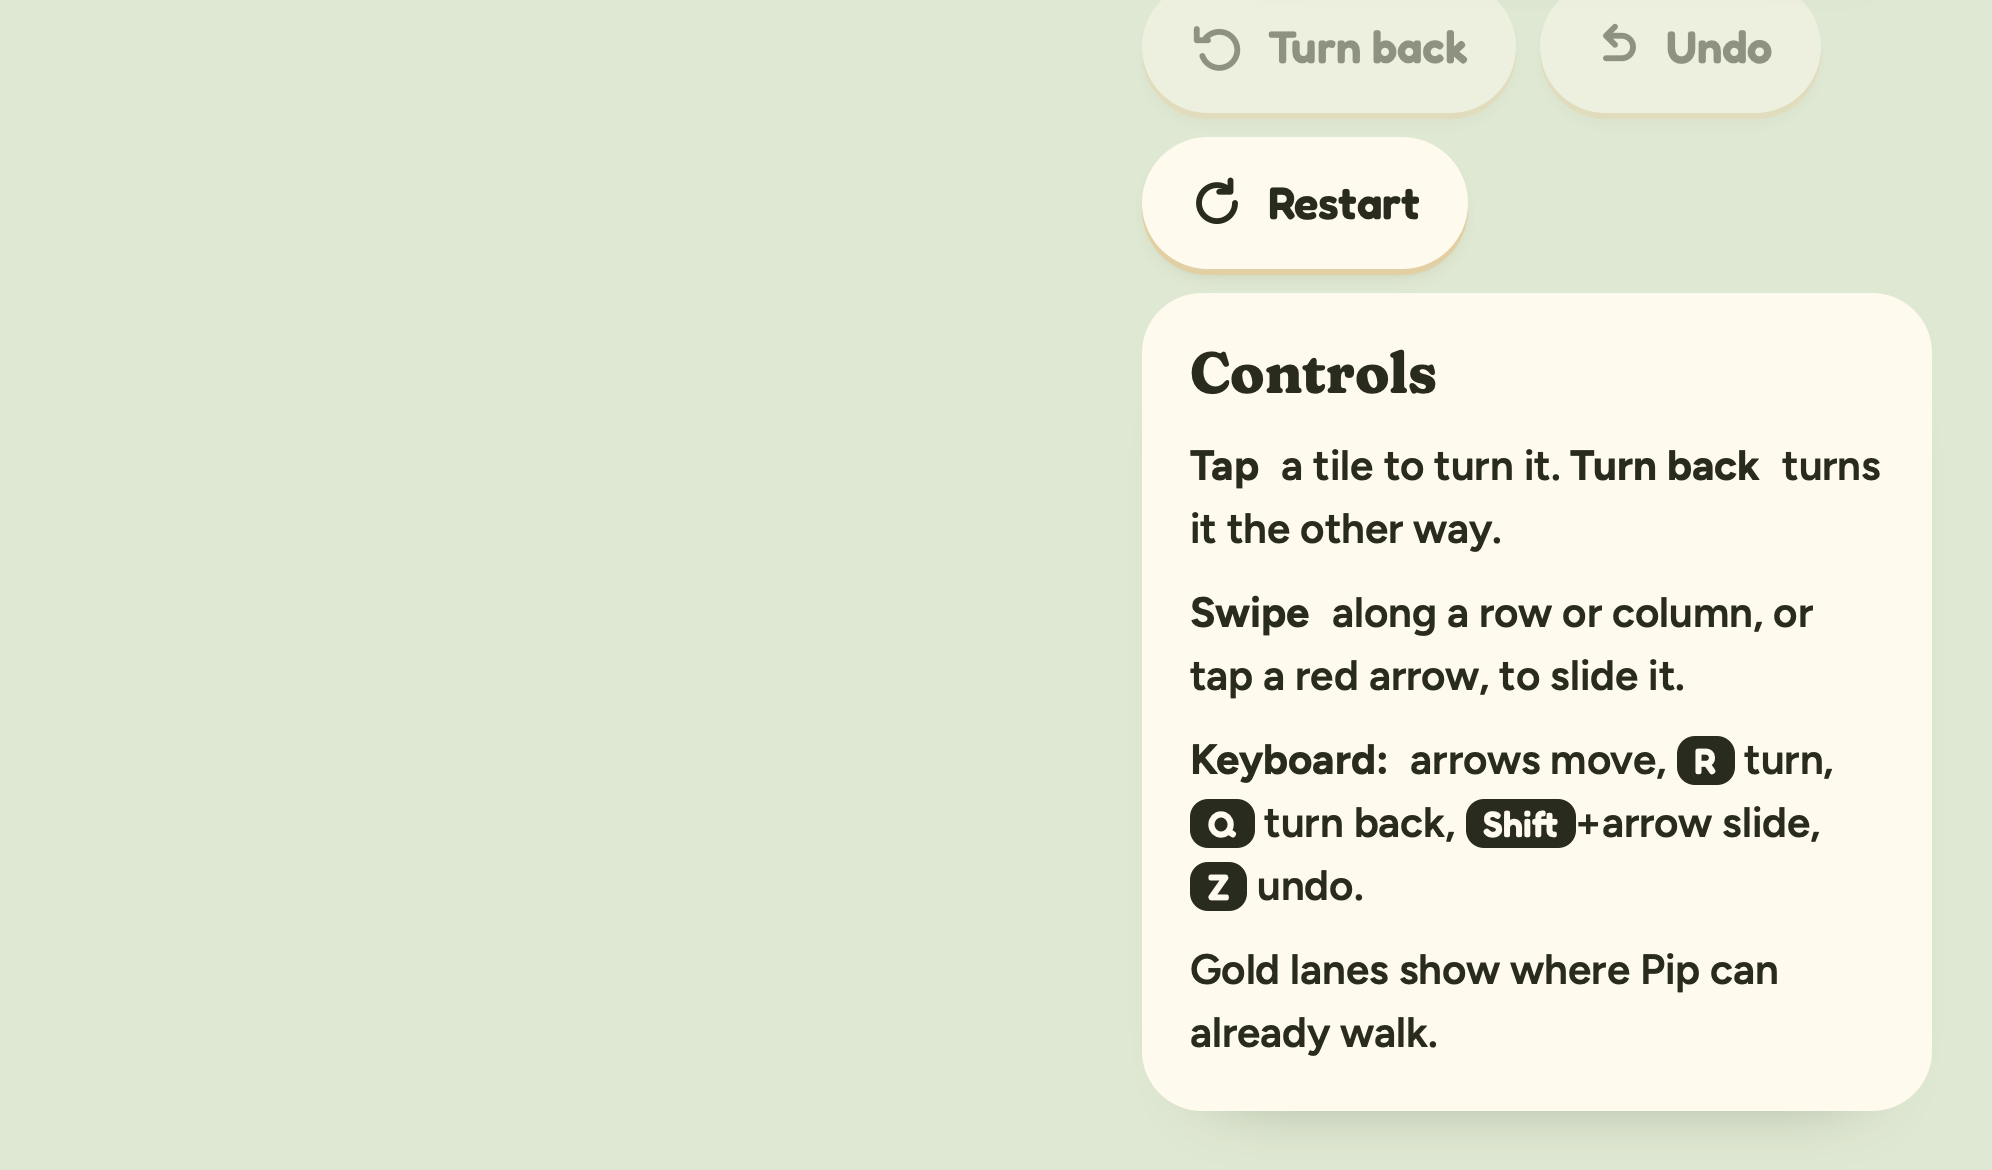 Turn back Undo
Restart
Controls
Tap a tile to turn it. Turn back turns
it the other way.
Swipe along a row or column, or
tap a red arrow, to slide it.
Keyboard: arrows move, R turn,
Q turn back, Shift+arrow slide,
Z undo.
Gold lanes show where Pip can
already walk.